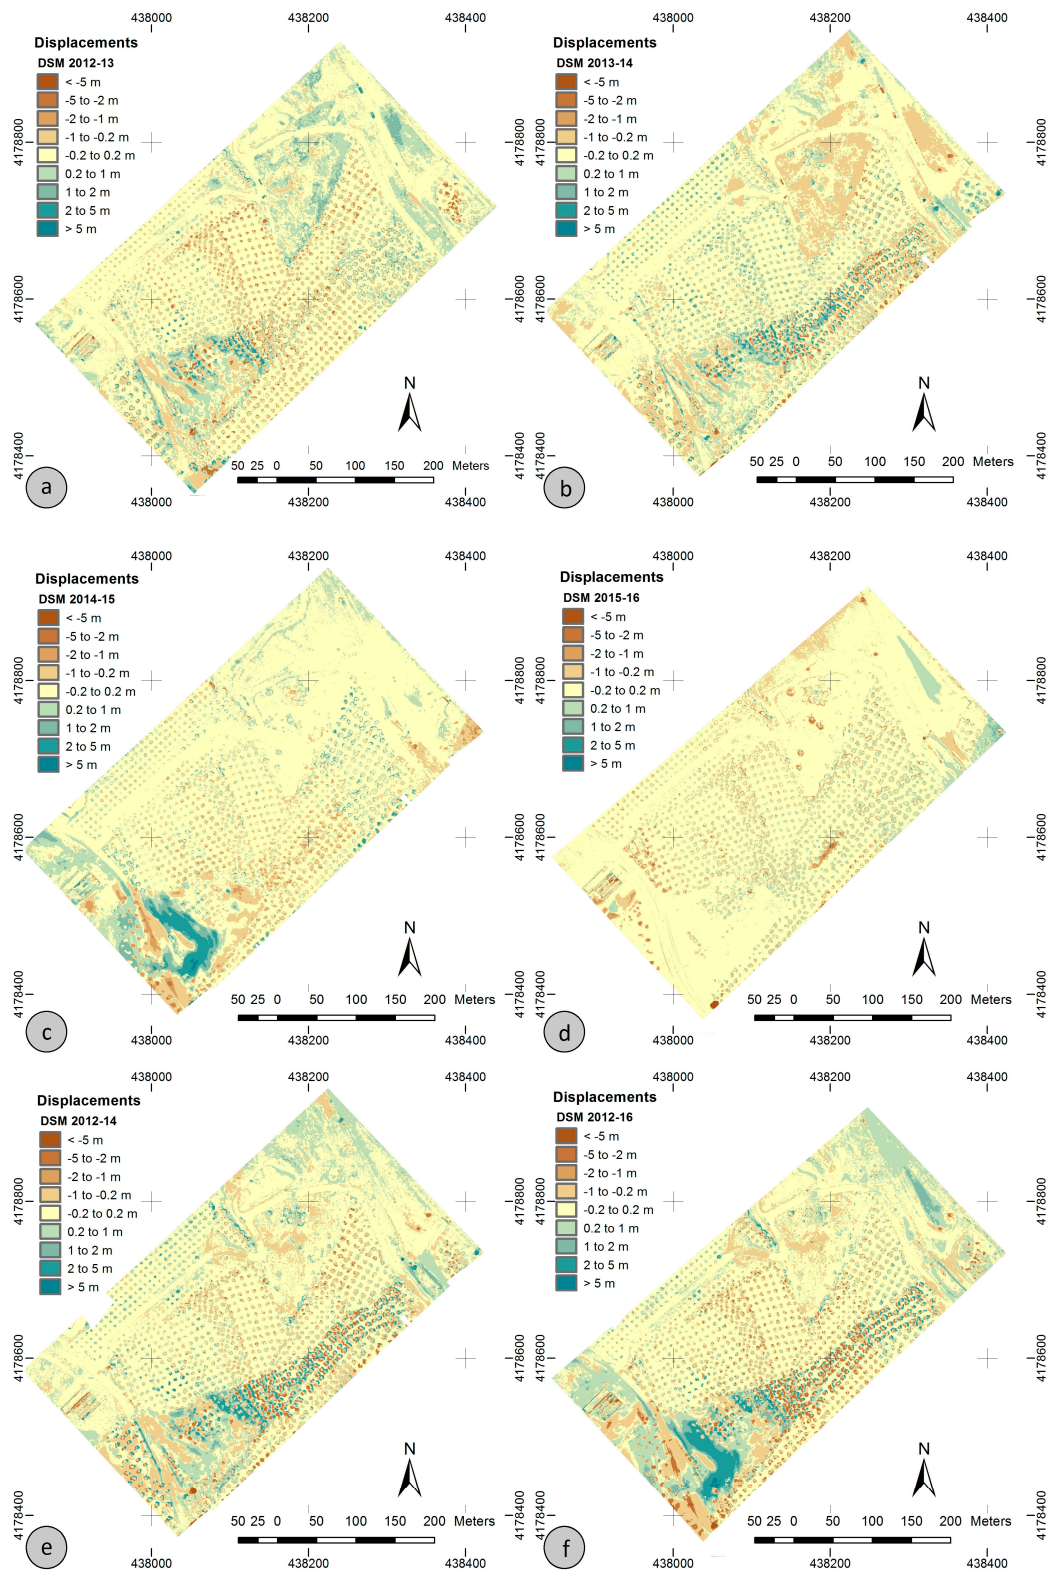 438000 438200 438400
438000 438200 438400
Displacements
DSM 2012-13
< -5 m
-5 to -2 m
-2 to -1 m
-1 to -0.2 m
-0.2 to 0.2 m
0.2 to 1 m
1 to 2 m
2 to 5 m
> 5 m
4178800
4178600
4178400
N
50 25 0 50 100 150 200 Meters
a
438000 438200 438400
Displacements
DSM 2013-14
< -5 m
-5 to -2 m
-2 to -1 m
-1 to -0.2 m
-0.2 to 0.2 m
0.2 to 1 m
1 to 2 m
2 to 5 m
> 5 m
4178800
4178600
4178400
N
50 25 0 50 100 150 200 Meters
b
438000 438200 438400
438000 438200 438400
438000 438200 438400
Displacements
DSM 2014-15
< -5 m
-5 to -2 m
-2 to -1 m
-1 to -0.2 m
-0.2 to 0.2 m
0.2 to 1 m
1 to 2 m
2 to 5 m
> 5 m
4178800
4178600
4178400
N
50 25 0 50 100 150 200 Meters
c
438000 438200 438400
Displacements
DSM 2015-16
< -5 m
-5 to -2 m
-2 to -1 m
-1 to -0.2 m
-0.2 to 0.2 m
0.2 to 1 m
1 to 2 m
2 to 5 m
> 5 m
4178800
4178600
4178400
N
50 25 0 50 100 150 200 Meters
d
438000 438200 438400
438000 438200 438400
Displacements
DSM 2012-14
< -5 m
-5 to -2 m
-2 to -1 m
-1 to -0.2 m
-0.2 to 0.2 m
0.2 to 1 m
1 to 2 m
2 to 5 m
> 5 m
4178800
4178600
4178400
N
50 25 0 50 100 150 200 Meters
e
438000 438200 438400
Displacements
DSM 2012-16
< -5 m
-5 to -2 m
-2 to -1 m
-1 to -0.2 m
-0.2 to 0.2 m
0.2 to 1 m
1 to 2 m
2 to 5 m
> 5 m
4178800
4178600
4178400
N
50 25 0 50 100 150 200 Meters
f
438000 438200 438400